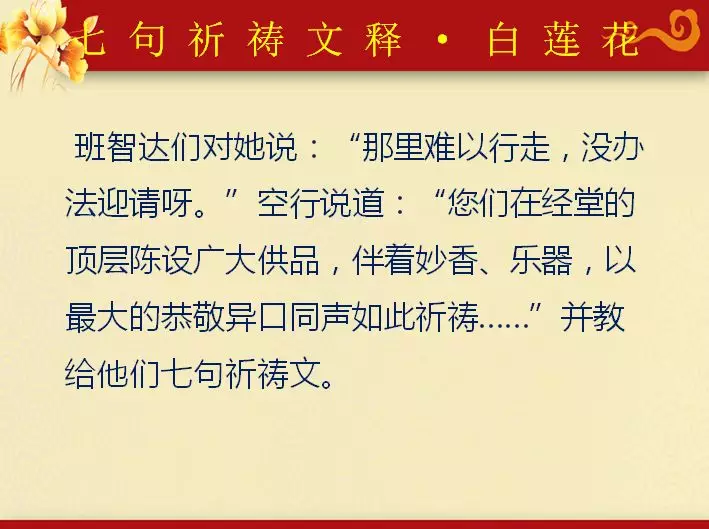 七句祈祷文释·白莲花
班智达们对她说：“那里难以行走，没办
法迎请呀。”空行说道：“您们在经堂的
顶层陈设广大供品，伴着妙香、乐器，以
最大的恭敬异口同声如此祈祷……”并教
给他们七句祈祷文。